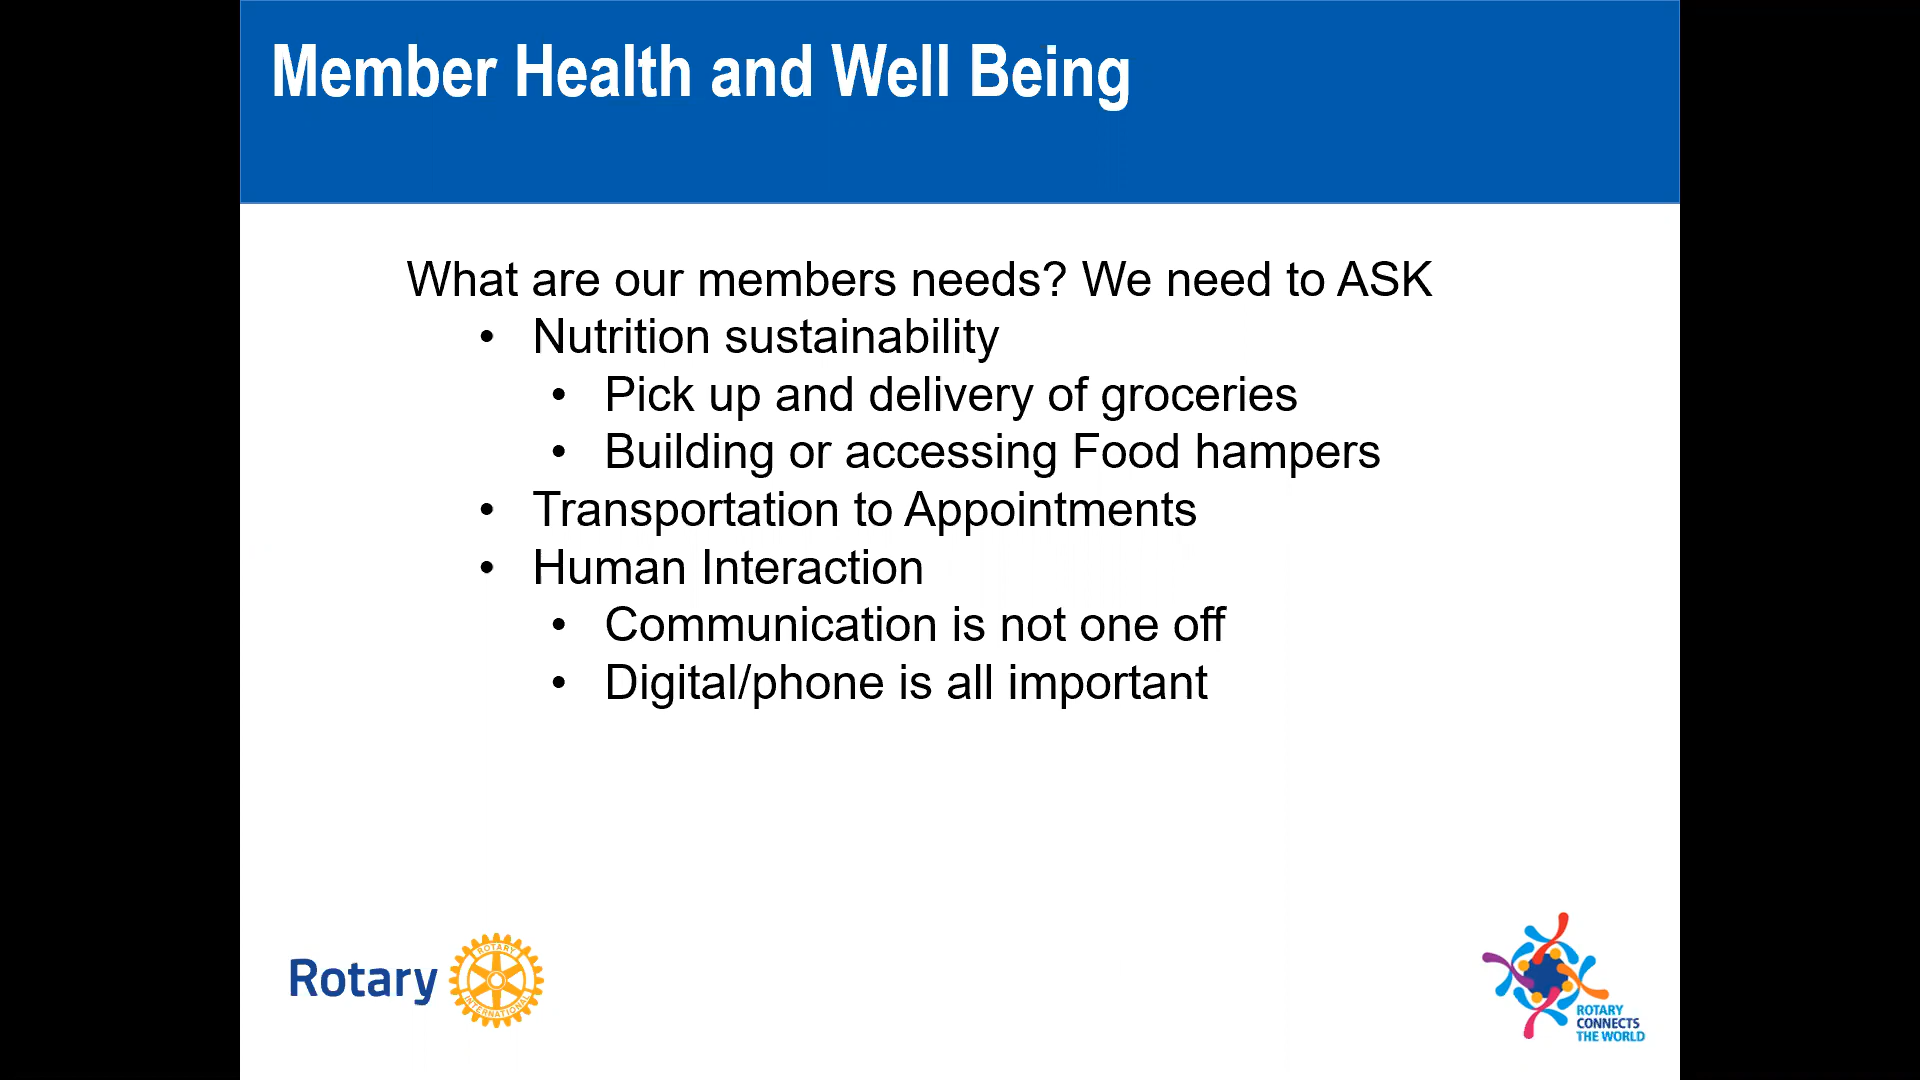 Member Health and Well Being
What are our members needs? We need to ASK
• Nutrition sustainability
• Pick up and delivery of groceries
• Building or accessing Food hampers
• Transportation to Appointments
• Human Interaction
• Communication is not one off
• Digital/phone is all important
Rotary
ROTARY
INTERNATIONAL
ROTARY
CONNECTS
THE WORLD